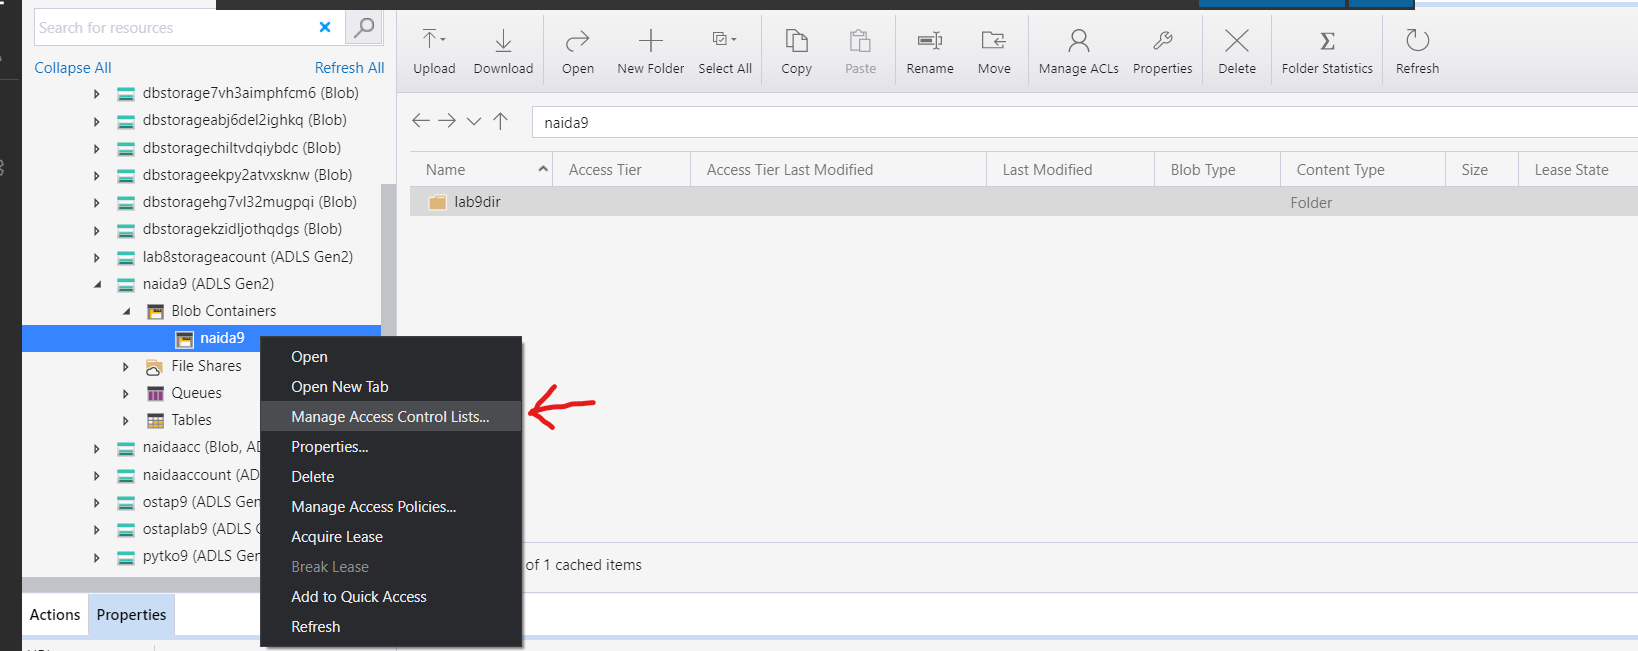 Search for resources
Collapse All
Refresh All
dbstorage7vh3aimphfcm6 (Blob)
dbstorageabj6del2ighkq (Blob)
dbstoragechiltvdqiybdc (Blob)
dbstorageekpy2atvxsknw (Blob)
dbstoragehg7vl32mugpqi (Blob)
dbstoragekzidljothqdgs (Blob)
lab8storageacount (ADLS Gen2)
naida9 (ADLS Gen2)
Blob Containers
naida9
File Shares
Queues
Tables
naidaacc (Blob, AD
naidaaccount (AD
ostap9 (ADLS Gen
ostaplab9 (ADLS G
pytko9 (ADLS Gen
Actions
Properties
Open
Open New Tab
Manage Access Control Lists...
Properties...
Delete
Manage Access Policies...
Acquire Lease
Break Lease
Add to Quick Access
Refresh
Upload
Download
Open
New Folder
Select All
Copy
Paste
Rename
Move
Manage ACLs
Properties
Delete
Folder Statistics
Refresh
naida9
Name
Access Tier
Access Tier Last Modified
Last Modified
Blob Type
Content Type
Size
Lease State
lab9dir
Folder
of 1 cached items